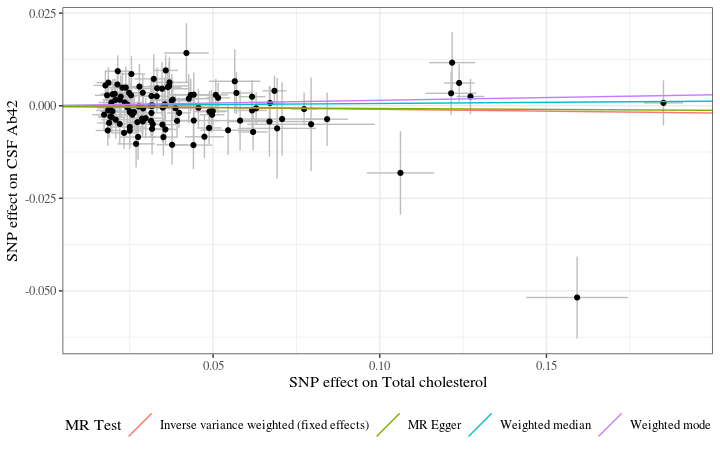 0.025
0.000
-0.025
-0.050
SNP effect on CSF Ab42
0.05
0.10
0.15
SNP effect on Total cholesterol
MR Test
Inverse variance weighted (fixed effects)
MR Egger
Weighted median
Weighted mode